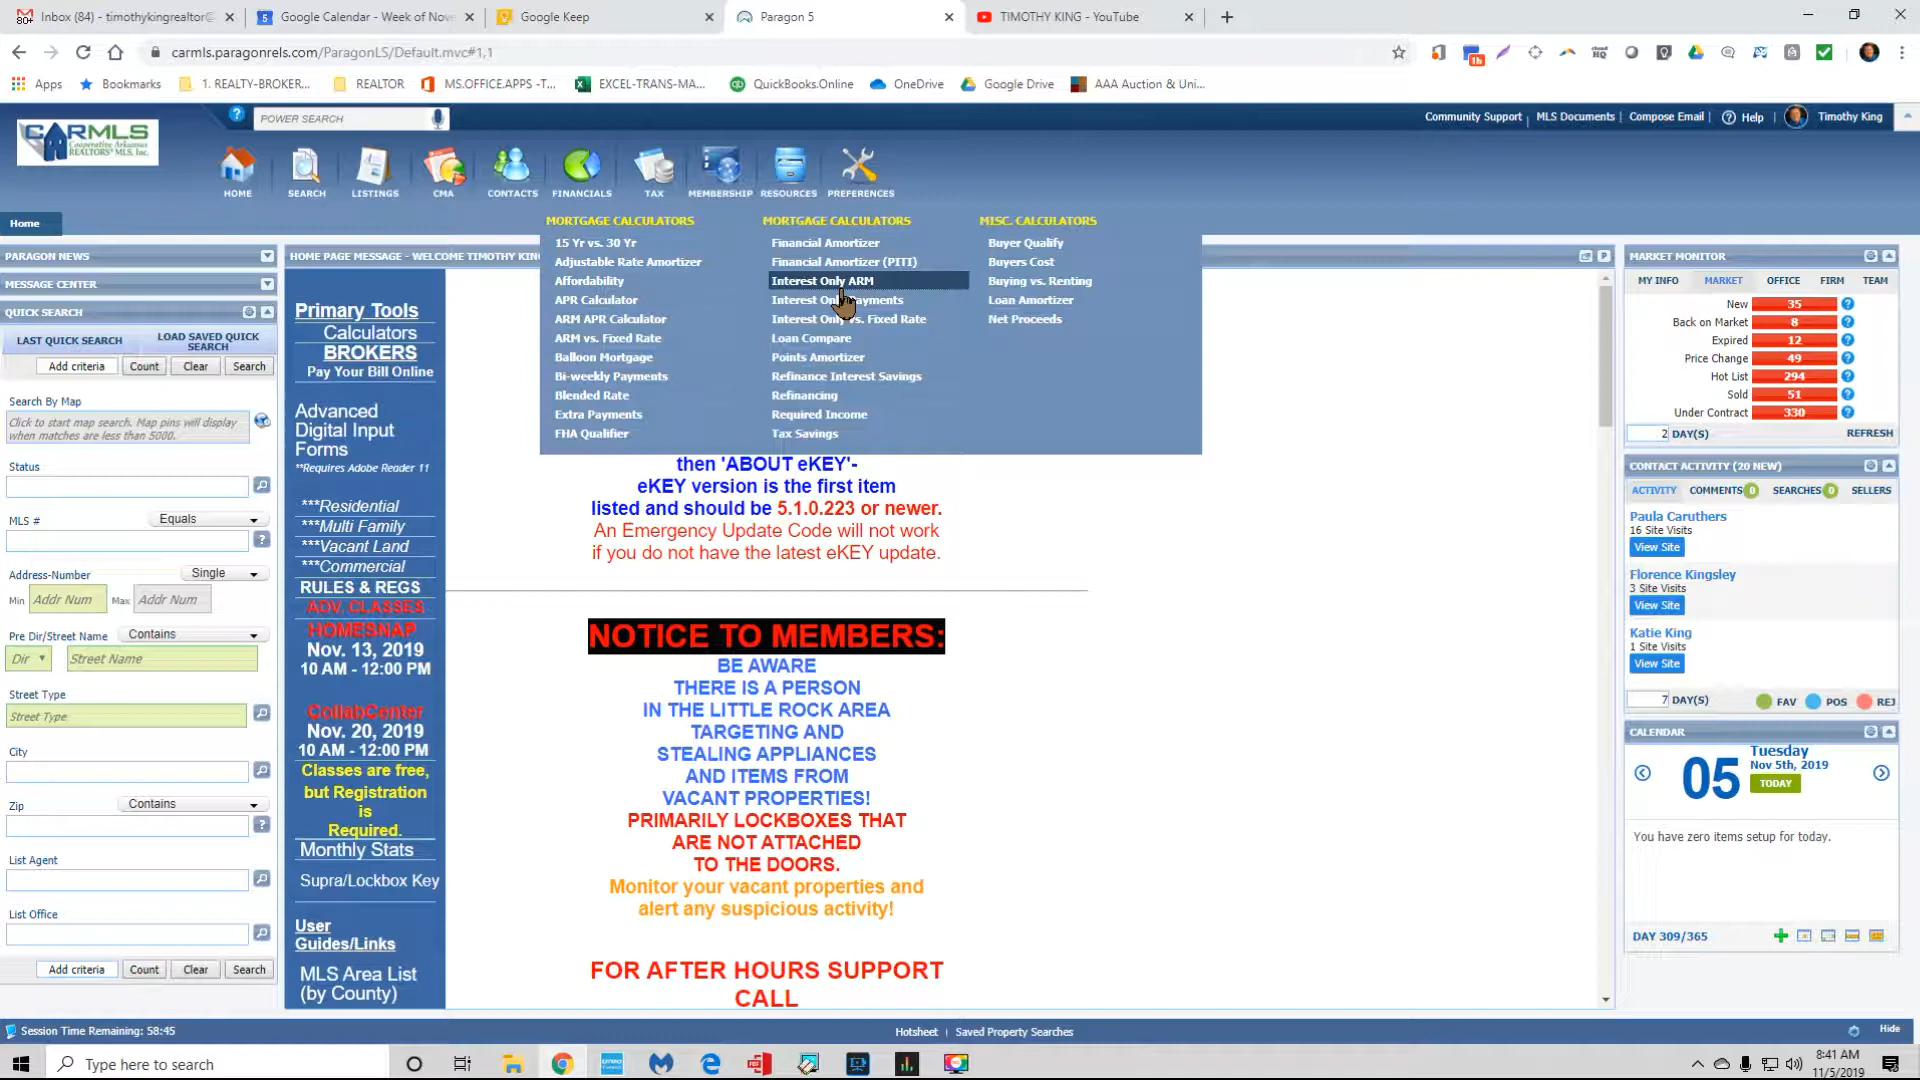 Inbox (84) - timothykingrealtor@
Google Calendar - Week of Nov
Google Keep
Paragon 5
TIMOTHY KING - YouTube
carmls.paragonrels.com/ParagonLS/Default.mvc#1,1
Apps
Bookmarks
1. REALTY-BROKER...
REALTOR
MS.OFFICE.APPS -T...
EXCEL-TRANS-MA...
QuickBooks.Online
OneDrive
Google Drive
AAA Auction & Uni...
CARMLS
Cooperative Arkansas
REALTORS® MLS, Inc.
POWER SEARCH
Community Support
MLS Documents
Compose Email
Help
Timothy King
HOME
SEARCH
LISTINGS
CMA
CONTACTS
FINANCIALS
TAX
MEMBERSHIP
RESOURCES
PREFERENCES
Home
MORTGAGE CALCULATORS
15 Yr vs. 30 Yr
Adjustable Rate Amortizer
Affordability
APR Calculator
ARM APR Calculator
ARM vs. Fixed Rate
Balloon Mortgage
Bi-weekly Payments
Blended Rate
Extra Payments
FHA Qualifier
MORTGAGE CALCULATORS
Financial Amortizer
Financial Amortizer (PITI)
Interest Only ARM
Interest Only Payments
Interest Only vs. Fixed Rate
Loan Compare
Points Amortizer
Refinance Interest Savings
Refinancing
Required Income
Tax Savings
MISC. CALCULATORS
Buyer Qualify
Buyers Cost
Buying vs. Renting
Loan Amortizer
Net Proceeds
PARAGON NEWS
MESSAGE CENTER
QUICK SEARCH
LAST QUICK SEARCH
LOAD SAVED QUICK
SEARCH
Add criteria
Count
Clear
Search
Search By Map
Click to start map search. Map pins will display
when matches are less than 5000.
Status
MLS #
Equals
Address-Number
Single
Min
Addr Num
Max
Addr Num
Pre Dir/Street Name
Contains
Dir
Street Name
Street Type
Street Type
City
Zip
Contains
List Agent
List Office
Add criteria
Count
Clear
Search
HOME PAGE MESSAGE - WELCOME TIMOTHY KING
Primary Tools
Calculators
BROKERS
Pay Your Bill Online
Advanced
Digital Input
Forms
**Requires Adobe Reader 11
***Residential
***Multi Family
***Vacant Land
***Commercial
RULES & REGS
ADV. CLASSES
HOMESNAP
Nov. 13, 2019
10 AM - 12:00 PM
CollabCenter
Nov. 20, 2019
10 AM - 12:00 PM
Classes are free,
but Registration
is
Required.
Monthly Stats
Supra/Lockbox Key
User
Guides/Links
MLS Area List
(by County)
then 'ABOUT eKEY'-
eKEY version is the first item
listed and should be 5.1.0.223 or newer.
An Emergency Update Code will not work
if you do not have the latest eKEY update.
NOTICE TO MEMBERS:
BE AWARE
THERE IS A PERSON
IN THE LITTLE ROCK AREA
TARGETING AND
STEALING APPLIANCES
AND ITEMS FROM
VACANT PROPERTIES!
PRIMARILY LOCKBOXES THAT
ARE NOT ATTACHED
TO THE DOORS.
Monitor your vacant properties and
alert any suspicious activity!
FOR AFTER HOURS SUPPORT
CALL
MARKET MONITOR
MY INFO
MARKET
OFFICE
FIRM
TEAM
New 35
Back on Market 8
Expired 12
Price Change 49
Hot List 294
Sold 51
Under Contract 330
2 DAY(S)
REFRESH
CONTACT ACTIVITY (20 NEW)
ACTIVITY
COMMENTS 0
SEARCHES 0
SELLERS
Paula Caruthers
16 Site Visits
View Site
Florence Kingsley
3 Site Visits
View Site
Katie King
1 Site Visits
View Site
7 DAY(S)
FAV
POS
REJ
CALENDAR
05
Tuesday
Nov 5th, 2019
TODAY
You have zero items setup for today.
DAY 309/365
Session Time Remaining: 58:45
Hotsheet | Saved Property Searches
Hide
Type here to search
8:41 AM
11/5/2019